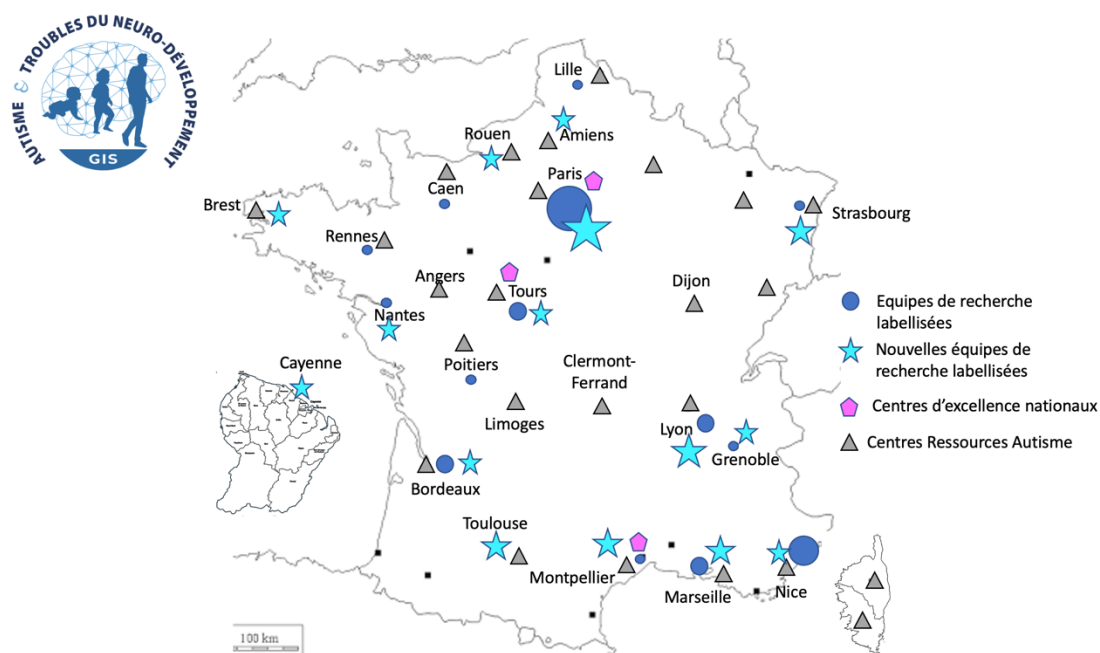 AUTISME & TROUBLES DU NEURO-DÉVELOPPEMENT
GIS
Lille
Amiens
Rouen
Paris
Caen
Brest
Strasbourg
Rennes
Angers
Tours
Dijon
Nantes
Poitiers
Clermont-
Ferrand
Cayenne
Limoges
Lyon
Grenoble
Bordeaux
Toulouse
Montpellier
Marseille
Nice
Equipes de recherche
labellisées
Nouvelles équipes de
recherche labellisées
Centres d'excellence nationaux
Centres Ressources Autisme
100 km